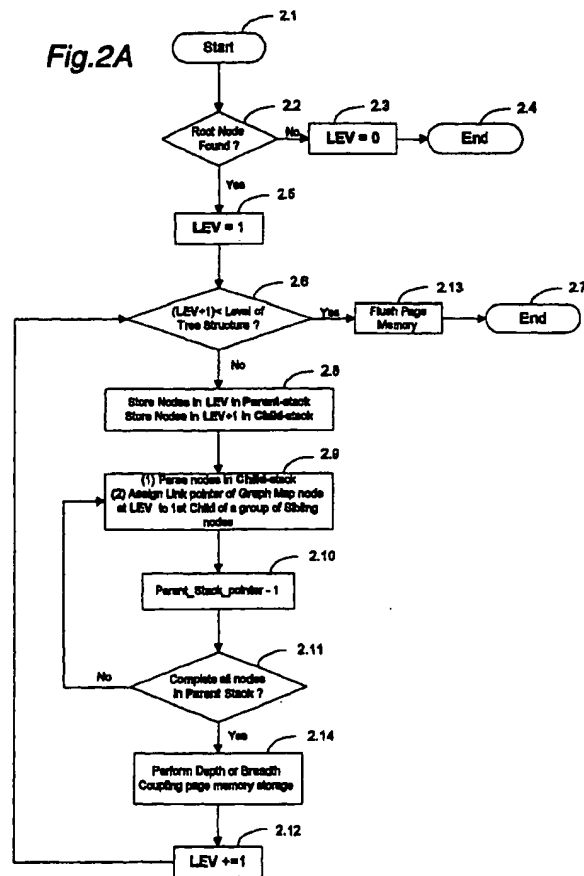 Fig.2A
2.1
Start
2.2
Root Node
Found ?
No
2.3
LEV = 0
2.4
End
Yes
2.5
LEV = 1
2.6
(LEV+1)< Level of
Tree Structure ?
Yes
2.13
Flush Page
Memory
2.7
End
No
2.8
Store Nodes in LEV in Parent-stack
Store Nodes in LEV+1 in Child-stack
2.9
(1) Parse nodes in Child-stack
(2) Assign Link pointer of Graph Map node
at LEV to 1st Child of a group of Sibling
nodes
2.10
Parent_Stack_pointer - 1
2.11
Complete all nodes
in Parent Stack ?
No
Yes
2.14
Perform Depth or Breadth
Coupling page memory storage
2.12
LEV +=1